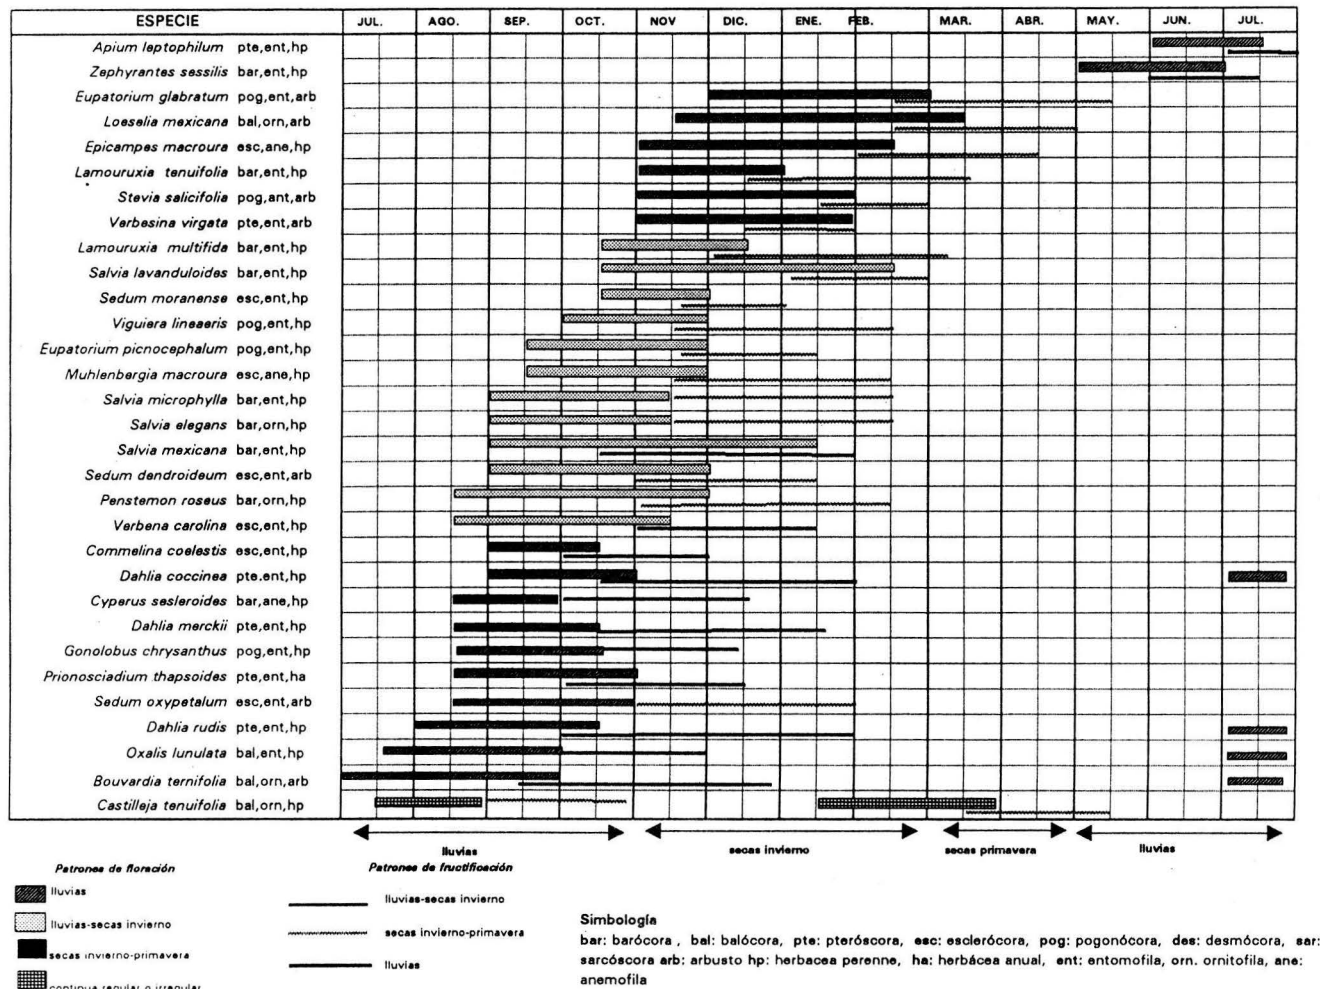 ESPECIE JUL. AGO. SEP. OCT. NOV DIC. ENE. FEB. MAR. ABR. MAY. JUN. JUL.
Apium leptophilum pte,ent,hp
Zephyrantes sessilis bar,ent,hp
Eupatorium glabratum pog,ent,arb
Loeselia mexicana bal,orn,arb
Epicampes macroura esc,ane,hp
Lamouruxia tenuifolia bar,ent,hp
Stevia salicifolia pog,ant,arb
Verbesina virgata pte,ent,arb
Lamouruxia multifida bar,ent,hp
Salvia lavanduloides bar,ent,hp
Sedum moranense esc,ent,hp
Viguiera lineaeris pog,ent,hp
Eupatorium picnocephalum pog,ent,hp
Muhlenbergia macroura esc,ane,hp
Salvia microphylla bar,ent,hp
Salvia elegans bar,orn,hp
Salvia mexicana bar,ent,hp
Sedum dendroideum esc,ent,arb
Penstemon roseus bar,orn,hp
Verbena carolina esc,ent,hp
Commelina coelestis esc,ent,hp
Dahlia coccinea pte.ent,hp
Cyperus sesleroides bar,ane,hp
Dahlia merckii pte,ent,hp
Gonolobus chrysanthus pog,ent,hp
Prionosciadium thapsoides pte,ent,ha
Sedum oxypetalum esc,ent,arb
Dahlia rudis pte,ent,hp
Oxalis lunulata bal,ent,hp
Bouvardia ternifolia bal,orn,arb
Castilleja tenuifolia bal,orn,hp
lluvias secas invierno secas primavera lluvias
Patrones de floración
lluvias
lluvias-secas invierno
secas invierno-primavera
continua regular o irregular
Patrones de fructificación
lluvias-secas invierno
secas invierno-primavera
lluvias
Simbología
bar: barócora , bal: balócora, pte: pteróscora, esc: esclerócora, pog: pogonócora, des: desmócora, sar:
sarcóscora arb: arbusto hp: herbacea perenne, ha: herbácea anual, ent: entomofila, orn. ornitofila, ane:
anemofila